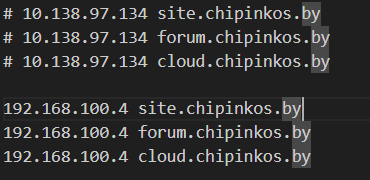 # 10.138.97.134 site.chipinkos.by
# 10.138.97.134 forum.chipinkos.by
# 10.138.97.134 cloud.chipinkos.by
192.168.100.4 site.chipinkos.by
192.168.100.4 forum.chipinkos.by
192.168.100.4 cloud.chipinkos.by